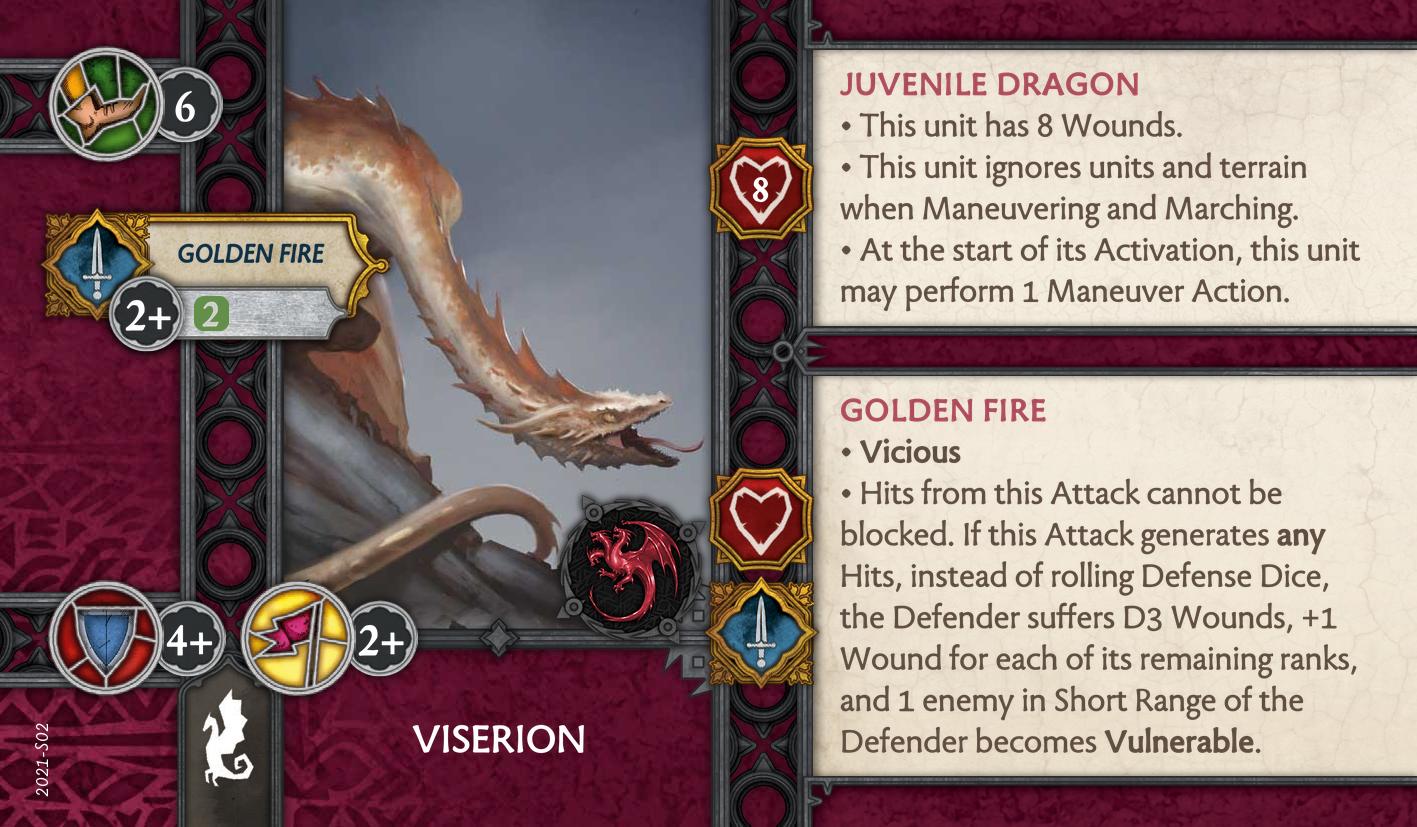 6
GOLDEN FIRE
2+ 2
4+ 2+
VISERION
2021-S02
8
JUVENILE DRAGON
• This unit has 8 Wounds.
• This unit ignores units and terrain
when Maneuvering and Marching.
• At the start of its Activation, this unit
may perform 1 Maneuver Action.
GOLDEN FIRE
• Vicious
• Hits from this Attack cannot be
blocked. If this Attack generates any
Hits, instead of rolling Defense Dice,
the Defender suffers D3 Wounds, +1
Wound for each of its remaining ranks,
and 1 enemy in Short Range of the
Defender becomes Vulnerable.